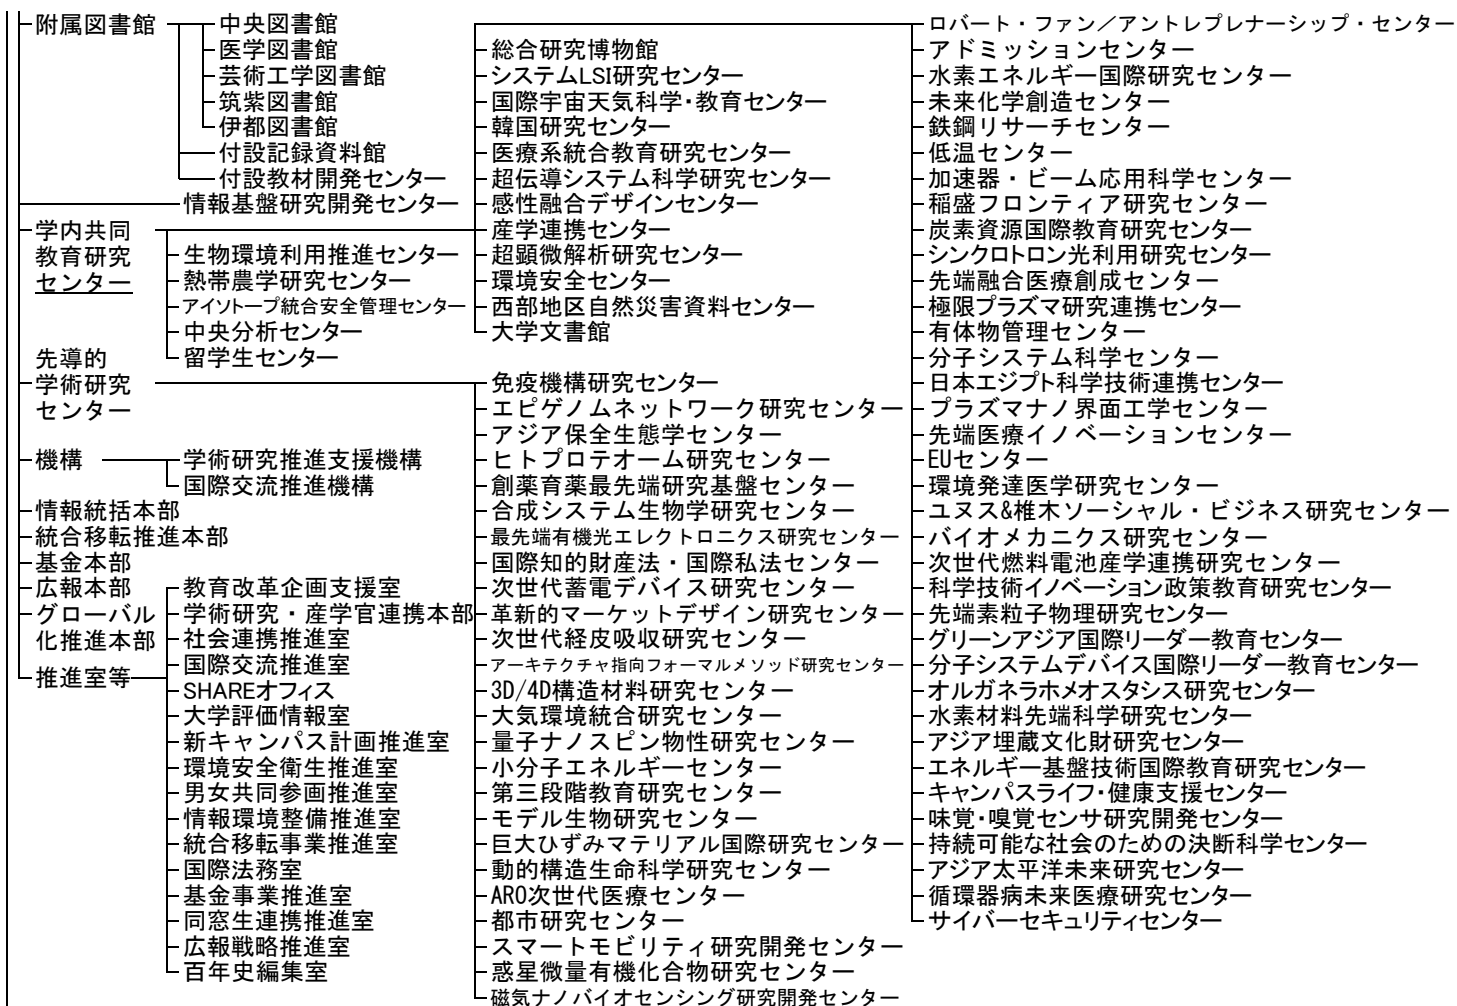 附属図書館
中央図書館
医学図書館
芸術工学図書館
筑紫図書館
伊都図書館
付設記録資料館
付設教材開発センター
情報基盤研究開発センター
学内共同
教育研究
センター
生物環境利用推進センター
熱帯農学研究センター
アイソトープ統合安全管理センター
中央分析センター
留学生センター
総合研究博物館
システムLSI研究センター
国際宇宙天気科学・教育センター
韓国研究センター
医療系統合教育研究センター
超伝導システム科学研究センター
感性融合デザインセンター
産学連携センター
超顕微解析研究センター
環境安全センター
西部地区自然災害資料センター
大学文書館
ロバート・ファン／アントレプレナーシップ・センター
アドミッションセンター
水素エネルギー国際研究センター
未来化学創造センター
鉄鋼リサーチセンター
低温センター
加速器・ビーム応用科学センター
稲盛フロンティア研究センター
炭素資源国際教育研究センター
シンクロトロン光利用研究センター
先端融合医療創成センター
極限プラズマ研究連携センター
有体物管理センター
分子システム科学センター
日本エジプト科学技術連携センター
プラズマナノ界面工学センター
先端医療イノベーションセンター
EUセンター
環境発達医学研究センター
ユヌス&椎木ソーシャル・ビジネス研究センター
バイオメカニクス研究センター
次世代燃料電池産学連携研究センター
科学技術イノベーション政策教育研究センター
先端素粒子物理研究センター
グリーンアジア国際リーダー教育センター
分子システムデバイス国際リーダー教育センター
オルガネラホメオスタシス研究センター
水素材料先端科学研究センター
アジア埋蔵文化財研究センター
エネルギー基盤技術国際教育研究センター
キャンパスライフ・健康支援センター
味覚・嗅覚センサ研究開発センター
持続可能な社会のための決断科学センター
アジア太平洋未来研究センター
循環器病未来医療研究センター
サイバーセキュリティセンター
先導的
学術研究
センター
免疫機構研究センター
エピゲノムネットワーク研究センター
アジア保全生態学センター
ヒトプロテオーム研究センター
創薬育薬最先端研究基盤センター
合成システム生物学研究センター
最先端有機光エレクトロニクス研究センター
国際知的財産法・国際私法センター
次世代蓄電デバイス研究センター
革新的マーケットデザイン研究センター
次世代経皮吸収研究センター
アーキテクチャ指向フォーマルメソッド研究センター
3D/4D構造材料研究センター
大気環境統合研究センター
量子ナノスピン物性研究センター
小分子エネルギーセンター
第三段階教育研究センター
モデル生物研究センター
巨大ひずみマテリアル国際研究センター
動的構造生命科学研究センター
ARO次世代医療センター
都市研究センター
スマートモビリティ研究開発センター
惑星微量有機化合物研究センター
磁気ナノバイオセンシング研究開発センター
機構
学術研究推進支援機構
国際交流推進機構
情報統括本部
統合移転推進本部
基金本部
広報本部
グローバル
化推進本部
推進室等
教育改革企画支援室
学術研究・産学官連携本部
社会連携推進室
国際交流推進室
SHAREオフィス
大学評価情報室
新キャンパス計画推進室
環境安全衛生推進室
男女共同参画推進室
情報環境整備推進室
統合移転事業推進室
国際法務室
基金事業推進室
同窓生連携推進室
広報戦略推進室
百年史編集室